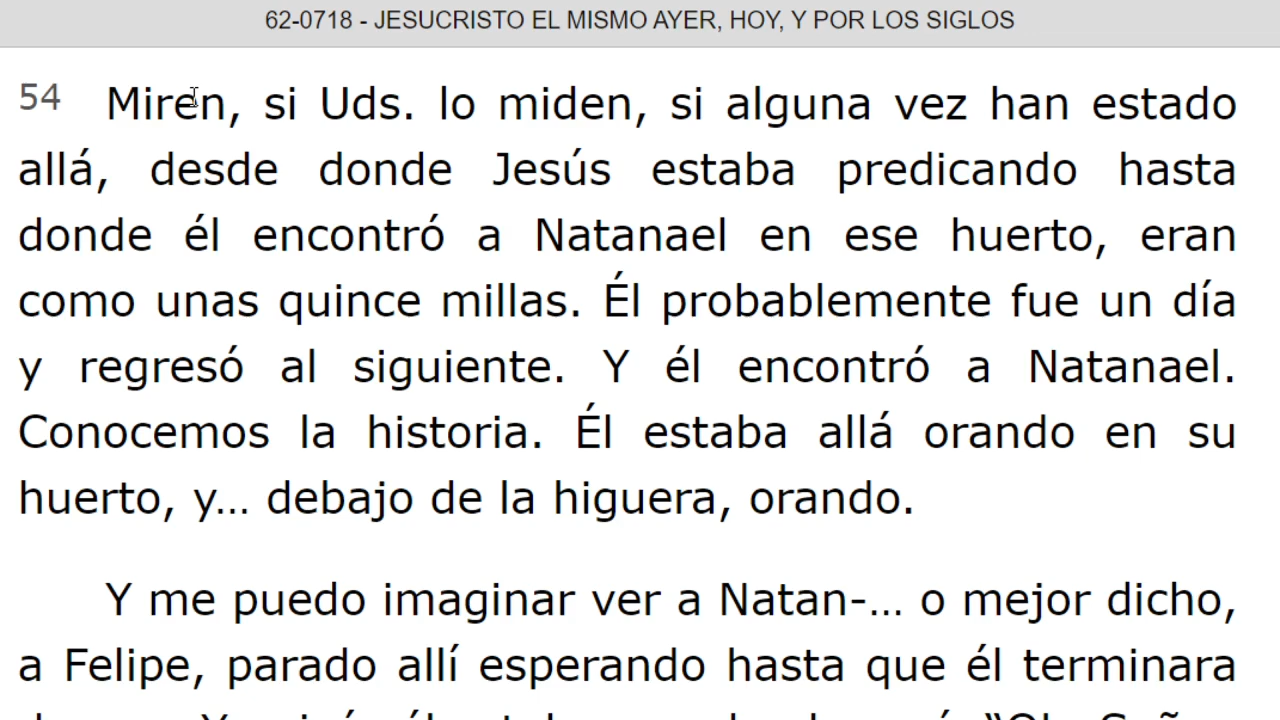 62-0718 - JESUCRISTO EL MISMO AYER, HOY, Y POR LOS SIGLOS
54 Miren, si Uds. lo miden, si alguna vez han estado
allá, desde donde Jesús estaba predicando hasta
donde él encontró a Natanael en ese huerto, eran
como unas quince millas. Él probablemente fue un día
y regresó al siguiente. Y él encontró a Natanael.
Conocemos la historia. Él estaba allá orando en su
huerto, y… debajo de la higuera, orando.
Y me puedo imaginar ver a Natan-… o mejor dicho,
a Felipe, parado allí esperando hasta que él terminara